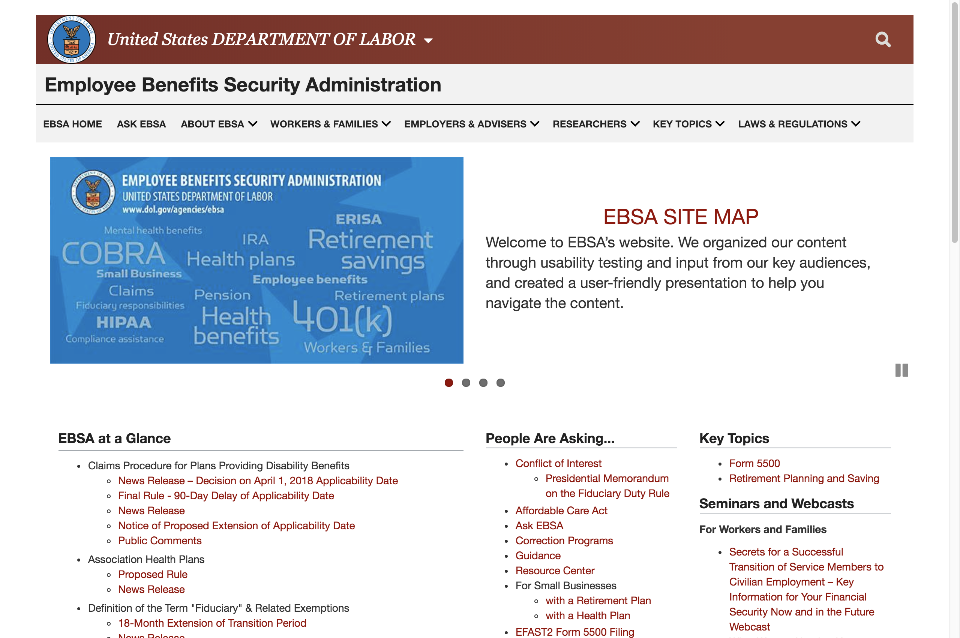 United States DEPARTMENT OF LABOR
Employee Benefits Security Administration
EBSA HOME ASK EBSA ABOUT EBSA WORKERS & FAMILIES EMPLOYERS & ADVISERS RESEARCHERS KEY TOPICS LAWS & REGULATIONS
EMPLOYEE BENEFITS SECURITY ADMINISTRATION
UNITED STATES DEPARTMENT OF LABOR
www.dol.gov/agencies/ebsa
ERISA
Mental health benefits
IRA
Retirement savings
COBRA
Health plans
Small Business
Employee benefits
Claims
Pension
Retirement plans
Fiduciary responsibilities
HIPAA
Health benefits
401(k)
Compliance assistance
Workers & Families
EBSA SITE MAP
Welcome to EBSA's website. We organized our content
through usability testing and input from our key audiences,
and created a user-friendly presentation to help you
navigate the content.
EBSA at a Glance
Claims Procedure for Plans Providing Disability Benefits
News Release – Decision on April 1, 2018 Applicability Date
Final Rule - 90-Day Delay of Applicability Date
News Release
Notice of Proposed Extension of Applicability Date
Public Comments
Association Health Plans
Proposed Rule
News Release
Definition of the Term "Fiduciary" & Related Exemptions
18-Month Extension of Transition Period
News Release
People Are Asking...
Conflict of Interest
Presidential Memorandum
on the Fiduciary Duty Rule
Affordable Care Act
Ask EBSA
Correction Programs
Guidance
Resource Center
For Small Businesses
with a Retirement Plan
with a Health Plan
EFAST2 Form 5500 Filing
Key Topics
Form 5500
Retirement Planning and Saving
Seminars and Webcasts
For Workers and Families
Secrets for a Successful
Transition of Service Members to
Civilian Employment – Key
Information for Your Financial
Security Now and in the Future
Webcast